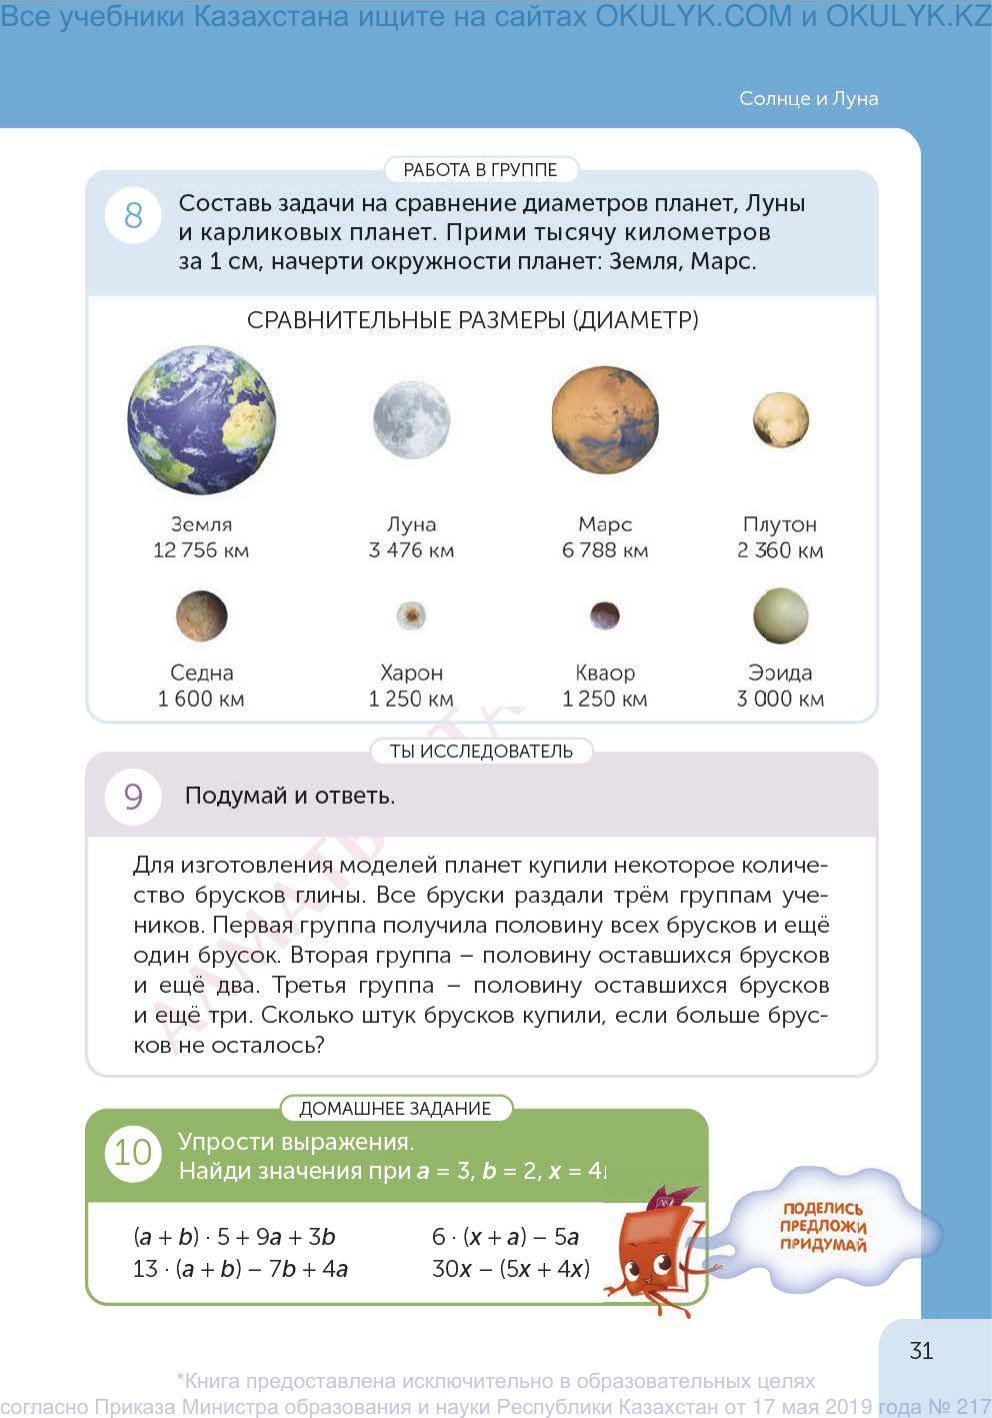 Все учебники Казахстана ищите на сайтах OKULYK.COM и OKULYK.KZ
Солнце и Луна
РАБОТА В ГРУППЕ
8
Составь задачи на сравнение диаметров планет, Луны
и карликовых планет. Прими тысячу километров
за 1 см, начерти окружности планет: Земля, Марс.
СРАВНИТЕЛЬНЫЕ РАЗМЕРЫ (ДИАМЕТР)
Земля Луна Марс Плутон
12 756 км 3 476 км 6 788 км 2 360 км
Седна Харон Кваор Эрида
1 600 км 1 250 км 1 250 км 3 000 км
ТЫ ИССЛЕДОВАТЕЛЬ
9
Подумай и ответь.
Для изготовления моделей планет купили некоторое количе-
ство брусков глины. Все бруски раздали трём группам уче-
ников. Первая группа получила половину всех брусков и ещё
один брусок. Вторая группа – половину оставшихся брусков
и ещё два. Третья группа – половину оставшихся брусков
и ещё три. Сколько штук брусков купили, если больше брус-
ков не осталось?
ДОМАШНЕЕ ЗАДАНИЕ
10
Упрости выражения.
Найди значения при a = 3, b = 2, x = 4.
(a + b) · 5 + 9a + 3b 6 · (x + a) – 5a
13 · (a + b) – 7b + 4a 30x – (5x + 4x)
ПОДЕЛИСЬ
ПРЕДЛОЖИ
ПРИДУМАЙ
31
*Книга предоставлена исключительно в образовательных целях
согласно Приказа Министра образования и науки Республики Казахстан от 17 мая 2019 года № 217